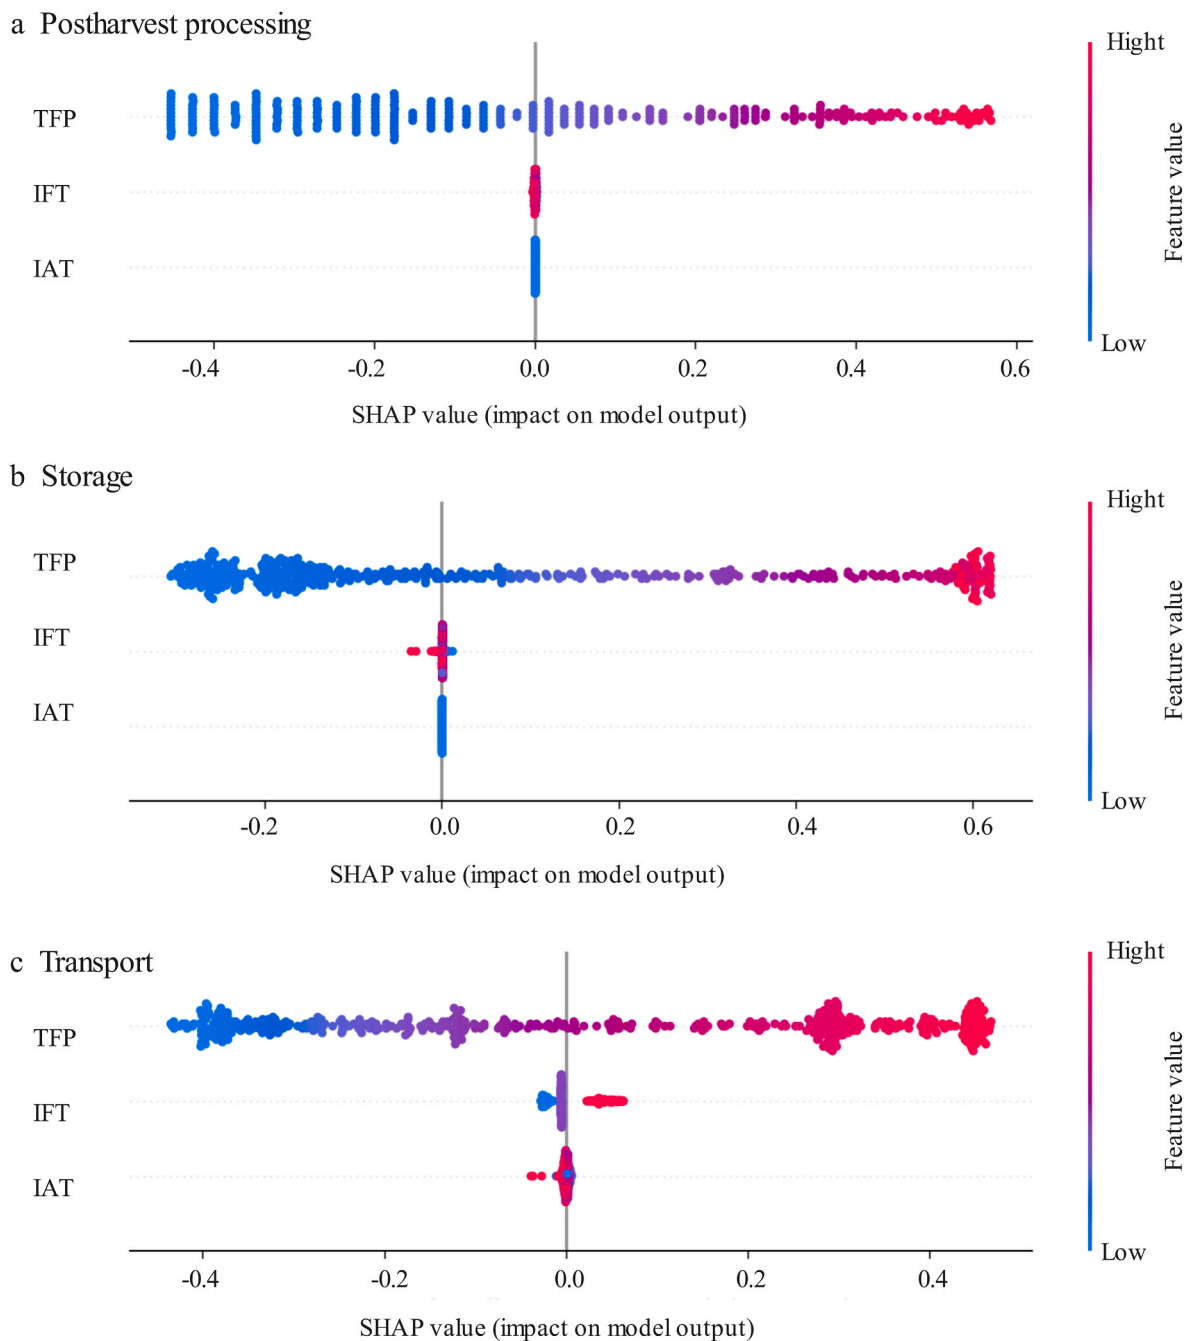 a Postharvest processing
Hight
TFP
IFT
IAT
Feature value
Low
-0.4 -0.2 0.0 0.2 0.4 0.6
SHAP value (impact on model output)
b Storage
Hight
TFP
IFT
IAT
Feature value
Low
-0.2 0.0 0.2 0.4 0.6
SHAP value (impact on model output)
c Transport
Hight
TFP
IFT
IAT
Feature value
Low
-0.4 -0.2 0.0 0.2 0.4
SHAP value (impact on model output)